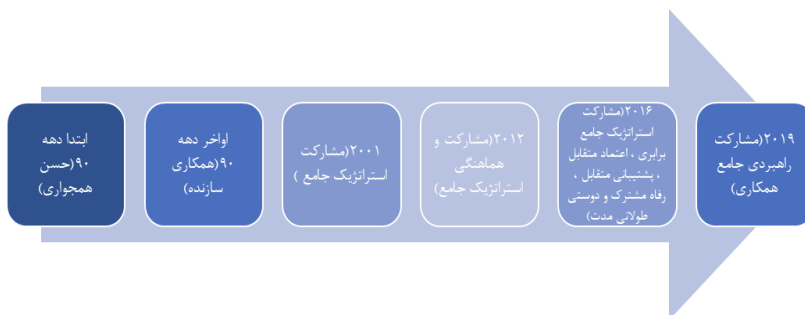 ابتدا دهه
۹۰(حسن
همجواری)
اواخر دهه
۹۰(همکاری
سازنده)
۲۰۰۱(مشارکت
استراتژیک جامع )
۲۰۱۲(مشارکت و
هماهنگی
استراتژیک جامع)
۲۰۱۶(مشارکت
استراتژیک جامع
برابری ، اعتماد متقابل
، پشتیبانی متقابل ،
رفاه مشترک و دوستی
طولانی مدت)
۲۰۱۹(مشارکت
راهبردی جامع
همکاری)